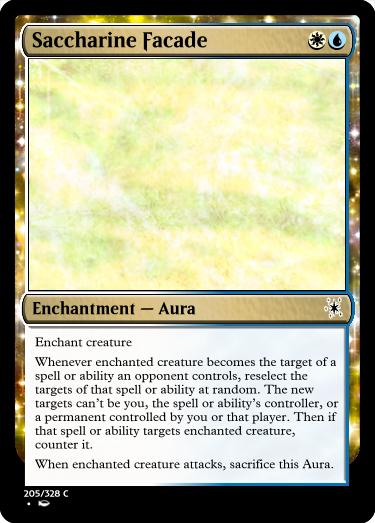 Saccharine Facade
Enchantment — Aura
Enchant creature
Whenever enchanted creature becomes the target of a
spell or ability an opponent controls, reselect the
targets of that spell or ability at random. The new
targets can't be you, the spell or ability's controller, or
a permanent controlled by you or that player. Then if
that spell or ability targets enchanted creature,
counter it.
When enchanted creature attacks, sacrifice this Aura.
205/328 C